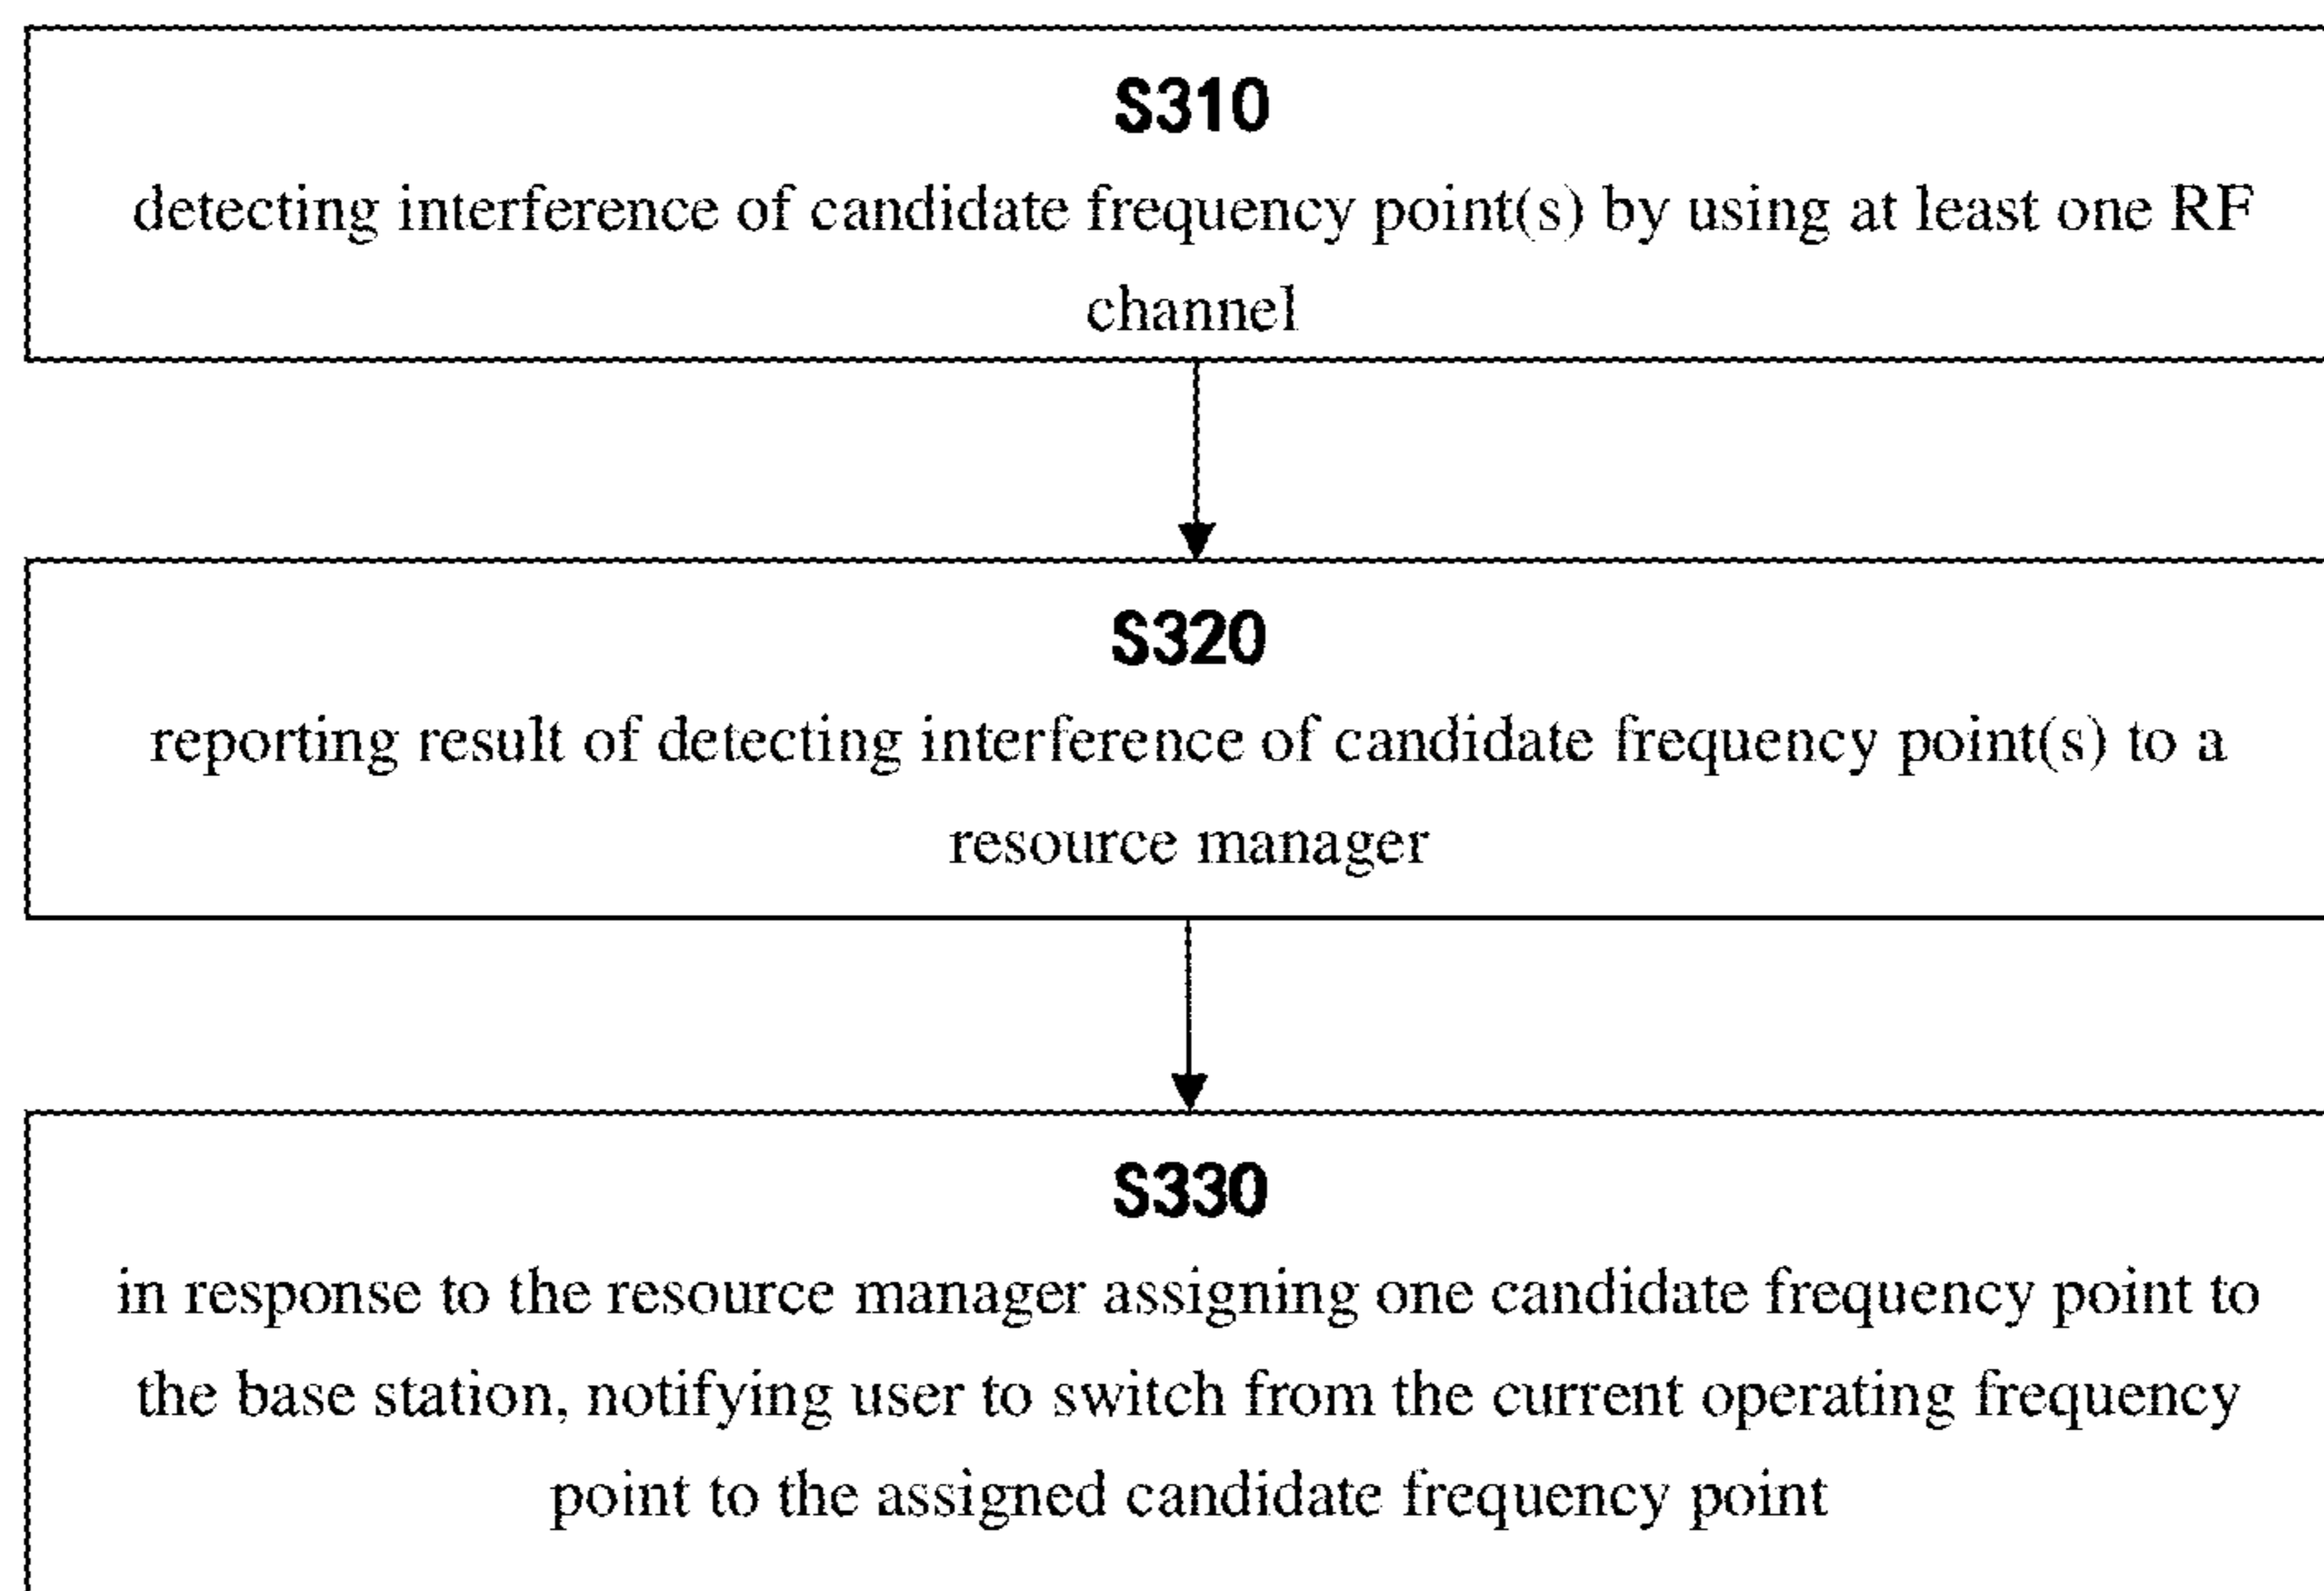 S310
detecting interference of candidate frequency point(s) by using at least one RF
channel
S320
reporting result of detecting interference of candidate frequency point(s) to a
resource manager
S330
in response to the resource manager assigning one candidate frequency point to
the base station, notifying user to switch from the current operating frequency
point to the assigned candidate frequency point